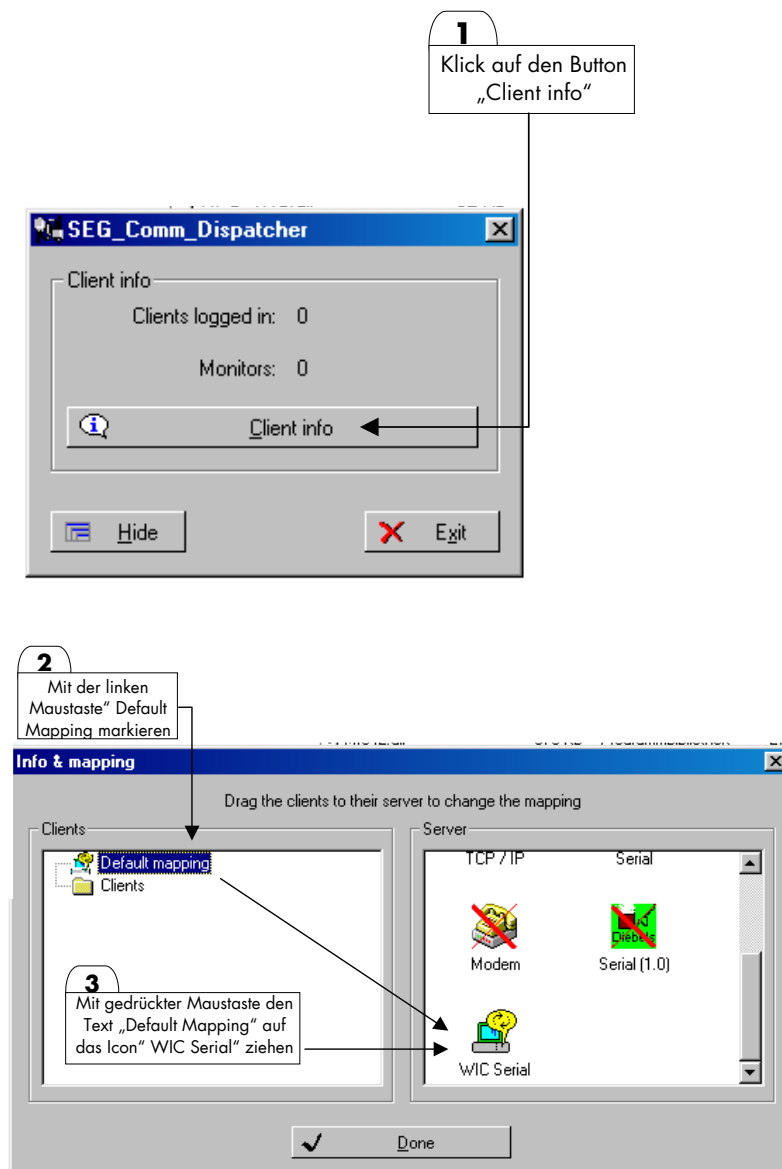 1
Klick auf den Button
„Client info“
SEG_Comm_Dispatcher
Client info
Clients logged in: 0
Monitors: 0
Client info
Hide
Exit
2
Mit der linken
Maustaste“ Default
Mapping markieren
Info & mapping
Drag the clients to their server to change the mapping
Clients
Server
Default mapping
Clients
TCP / IP
Serial
Diebels
Modem
Serial (1.0)
3
Mit gedrückter Maustaste den
Text „Default Mapping“ auf
das Icon“ WIC Serial“ ziehen
WIC Serial
Done